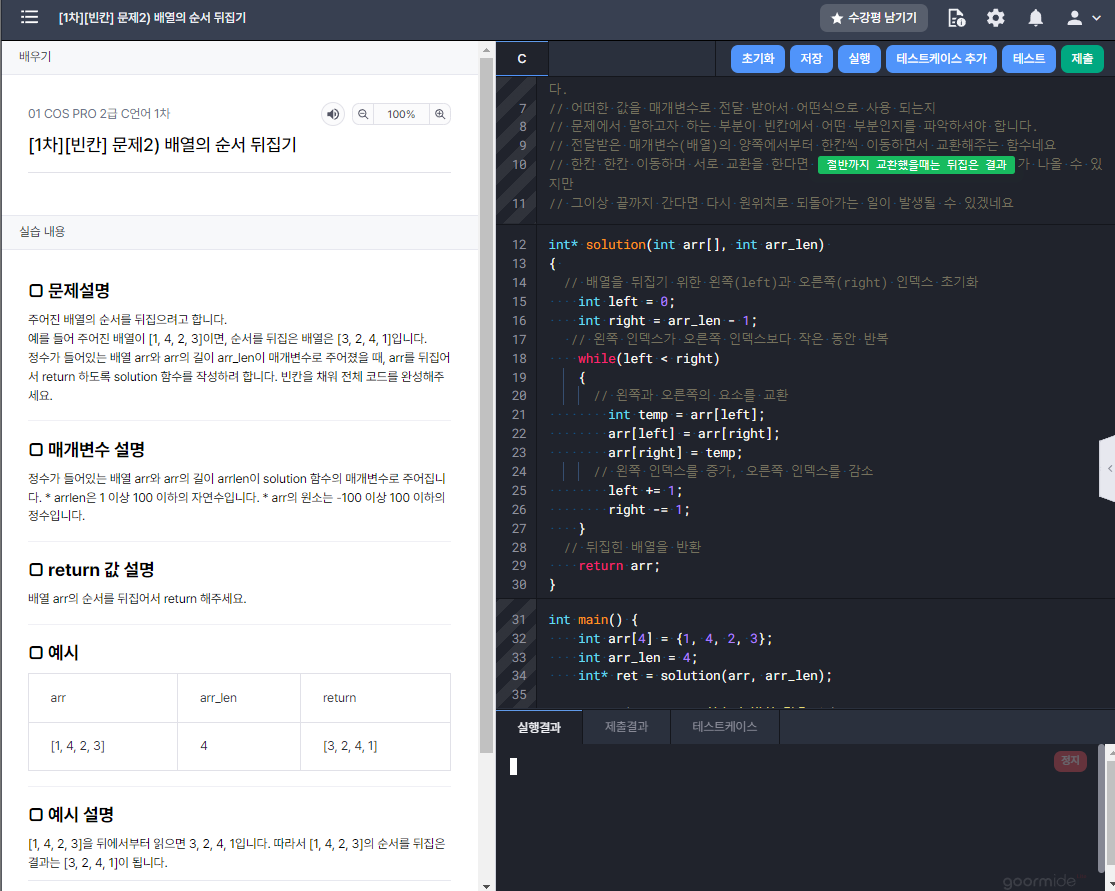 [1차][빈칸] 문제2) 배열의 순서 뒤집기
★ 수강평 남기기
배우기
01 COS PRO 2급 C언어 1차
100%
[1차][빈칸] 문제2) 배열의 순서 뒤집기
실습 내용
문제설명
주어진 배열의 순서를 뒤집으려고 합니다.
예를 들어 주어진 배열이 [1, 4, 2, 3]이면, 순서를 뒤집은 배열은 [3, 2, 4, 1]입니다.
정수가 들어있는 배열 arr와 arr의 길이 arr_len이 매개변수로 주어졌을 때, arr를 뒤집어
서 return 하도록 solution 함수를 작성하려 합니다. 빈칸을 채워 전체 코드를 완성해주
세요.
매개변수 설명
정수가 들어있는 배열 arr와 arr의 길이 arrlen이 solution 함수의 매개변수로 주어집니
다. * arrlen은 1 이상 100 이하의 자연수입니다. * arr의 원소는 -100 이상 100 이하의
정수입니다.
return 값 설명
배열 arr의 순서를 뒤집어서 return 해주세요.
예시
arr arr_len return
[1, 4, 2, 3] 4 [3, 2, 4, 1]
예시 설명
[1, 4, 2, 3]을 뒤에서부터 읽으면 3, 2, 4, 1입니다. 따라서 [1, 4, 2, 3]의 순서를 뒤집은
결과는 [3, 2, 4, 1]이 됩니다.
C
초기화 저장 실행 테스트케이스 추가 테스트 제출
다.
7 // 어떠한 값을 매개변수로 전달 받아서 어떤식으로 사용 되는지
8 // 문제에서 말하고자 하는 부분이 빈칸에서 어떤 부분인지를 파악하셔야 합니다.
9 // 전달받은 매개변수(배열)의 양쪽에서부터 한칸씩 이동하면서 교환해주는 함수네요
10 // 한칸 한칸 이동하며 서로 교환을 한다면 절반까지 교환했을때는 뒤집은 결과 가 나올 수 있
지만
11 // 그이상 끝까지 간다면 다시 원위치로 되돌아가는 일이 발생될 수 있겠네요
12 int* solution(int arr[], int arr_len)
13 {
14 // 배열을 뒤집기 위한 왼쪽(left)과 오른쪽(right) 인덱스 초기화
15 int left = 0;
16 int right = arr_len - 1;
17 // 왼쪽 인덱스가 오른쪽 인덱스보다 작은 동안 반복
18 while(left < right)
19 {
20 // 왼쪽과 오른쪽의 요소를 교환
21 int temp = arr[left];
22 arr[left] = arr[right];
23 arr[right] = temp;
24 // 왼쪽 인덱스를 증가, 오른쪽 인덱스를 감소
25 left += 1;
26 right -= 1;
27 }
28 // 뒤집힌 배열을 반환
29 return arr;
30 }
31 int main() {
32 int arr[4] = {1, 4, 2, 3};
33 int arr_len = 4;
34 int* ret = solution(arr, arr_len);
35
실행결과 제출결과 테스트케이스
정지
goormide